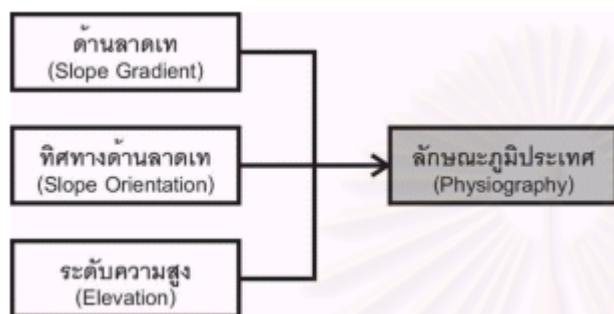 ด้านลาดเท
(Slope Gradient)
ทิศทางด้านลาดเท
(Slope Orientation)
ระดับความสูง
(Elevation)
ลักษณะภูมิประเทศ
(Physiography)